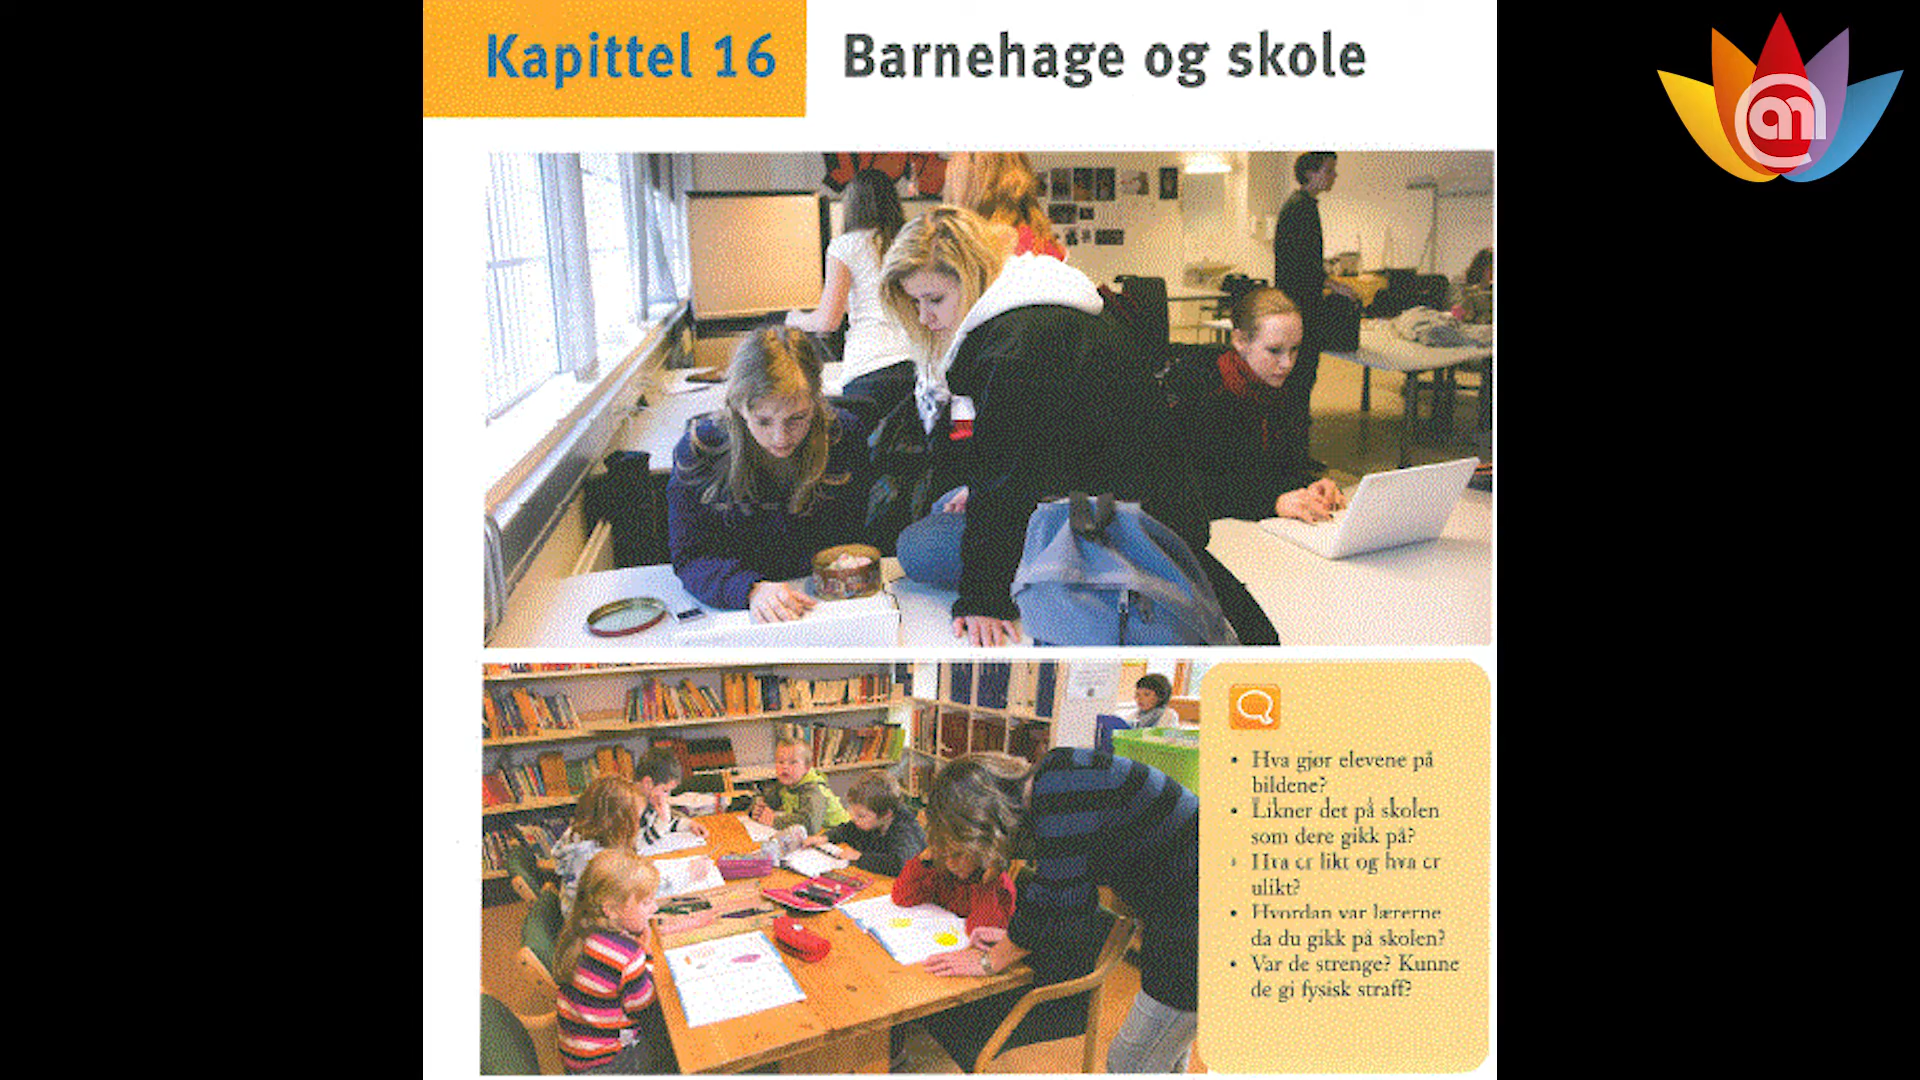 Kapittel 16 Barnehage og skole
• Hva gjør elevene på
bildene?
• Likner det på skolen
som dere gikk på?
• Hva er likt og hva er
ulikt?
• Hvordan var lærerne
da du gikk på skolen?
• Var de strenge? Kunne
de gi fysisk straff?
an